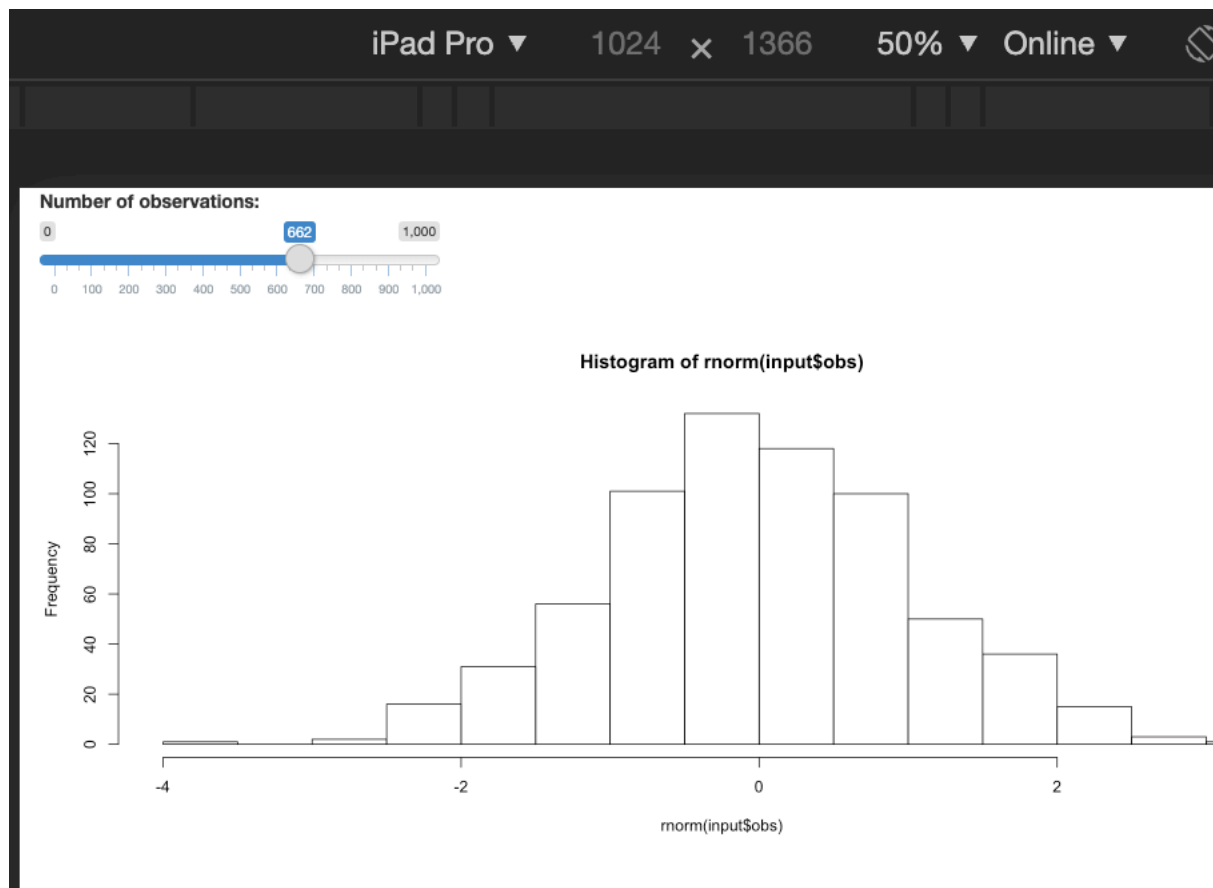 iPad Pro ▼ 1024 × 1366 50% ▼ Online ▼
Number of observations:
0 662 1,000
0 100 200 300 400 500 600 700 800 900 1,000
Histogram of rnorm(input$obs)
Frequency
120
100
80
60
40
20
0
-4 -2 0 2
rnorm(input$obs)